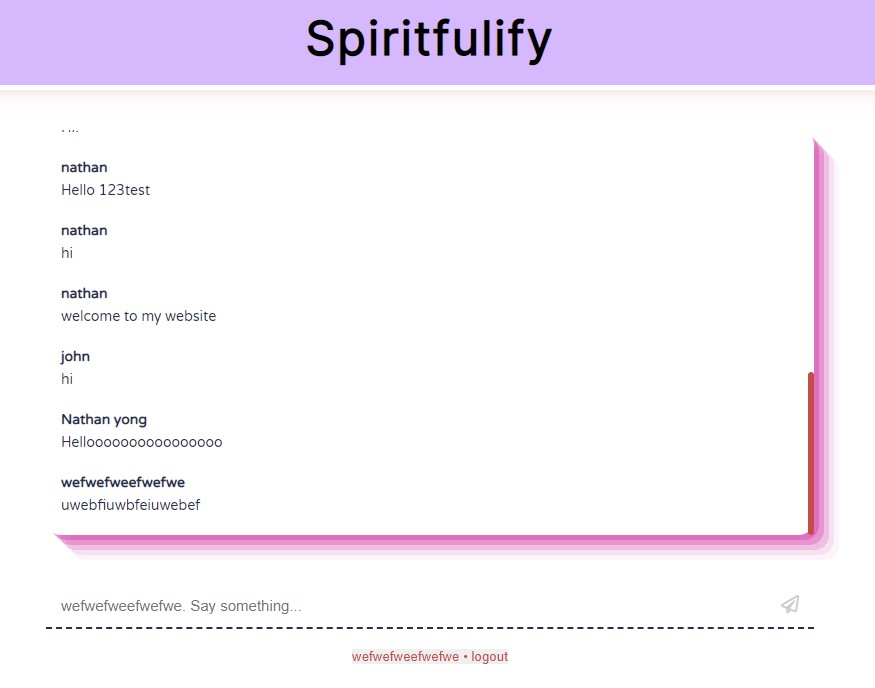 Spiritfulify
nathan
Hello 123test
nathan
hi
nathan
welcome to my website
john
hi
Nathan yong
Helloooooooooooooooo
wefwefweefwefwe
uwebfiuwbfeiuwebef
wefwefweefwefwe. Say something...
wefwefweefwefwe • logout